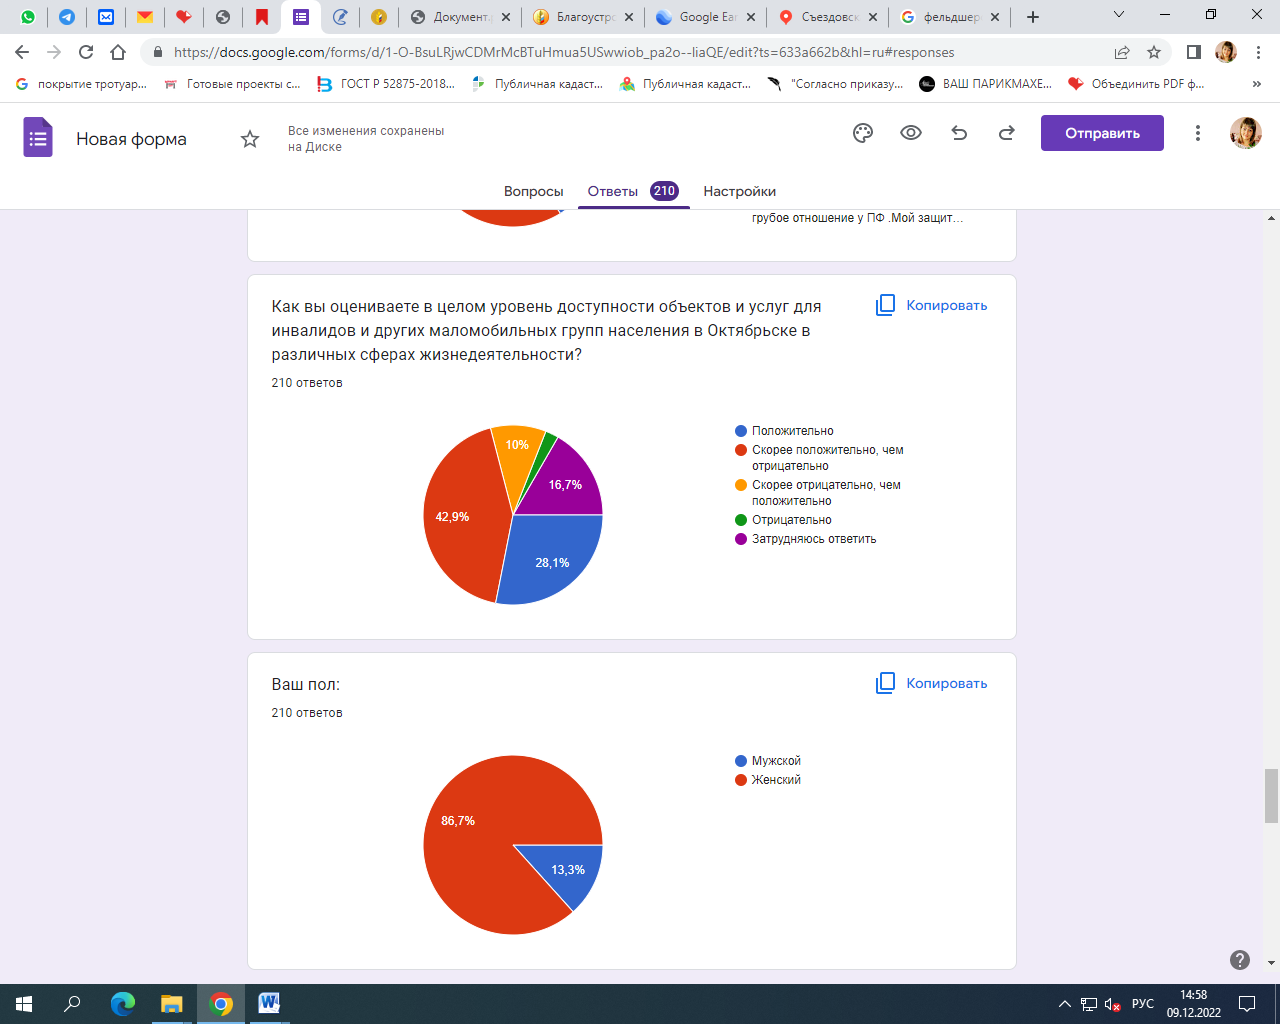 Документ.
Благоустро
Google Ear
Съездовск
фельдшер
https://docs.google.com/forms/d/1-O-BsuLRjwCDMrMcBTuHmua5USwwiob_pa2o--IiaQE/edit?ts=633a662b&hl=ru#responses
покрытие тротуар...
Готовые проекты с...
ГОСТ Р 52875-2018...
Публичная кадаст...
Публичная кадаст...
"Согласно приказу...
ВАШ ПАРИКМАХЕ...
Объединить PDF ф...
»
Новая форма
Все изменения сохранены
на Диске
Отправить
Вопросы
Ответы 210
Настройки
грубое отношение у ПФ .Мой защит…
Как вы оцениваете в целом уровень доступности объектов и услуг для
инвалидов и других маломобильных групп населения в Октябрьске в
различных сферах жизнедеятельности?
Копировать
210 ответов
10%
16,7%
42,9%
28,1%
Положительно
Скорее положительно, чем
отрицательно
Скорее отрицательно, чем
положительно
Отрицательно
Затрудняюсь ответить
Ваш пол:
Копировать
210 ответов
86,7%
13,3%
Мужской
Женский
РУС
14:58
09.12.2022